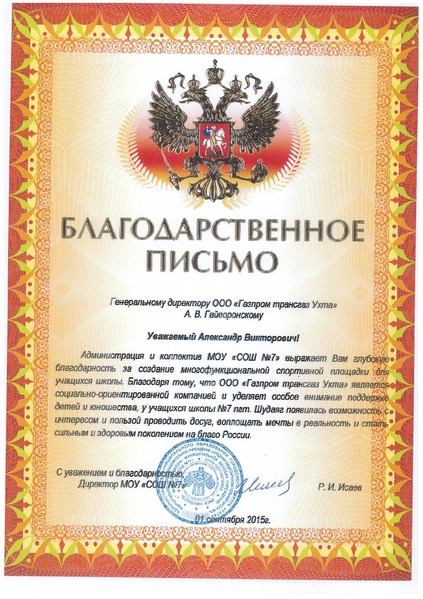 БЛАГОДАРСТВЕННОЕ
ПИСЬМО
Генеральному директору ООО «Газпром трансгаз Ухта»
А. В. Гайворонскому
Уважаемый Александр Викторович!
Администрация и коллектив МОУ «СОШ №7» выражает Вам глубокую
благодарность за создание многофункциональной спортивной площадки для
учащихся школы. Благодаря тому, что ООО «Газпром трансгаз Ухта» является
социально-ориентированной компанией и уделяет особое внимание поддержке
детей и юношества, у учащихся школы №7 пгт. Шудаяг появилась возможность с
интересом и пользой проводить досуг, воплощать мечты в реальность и стать
сильным и здоровым поколением на благо России.
С уважением и благодарностью,
Директор МОУ «СОШ №7»
Р. И. Исаев
01 сентября 2015г.